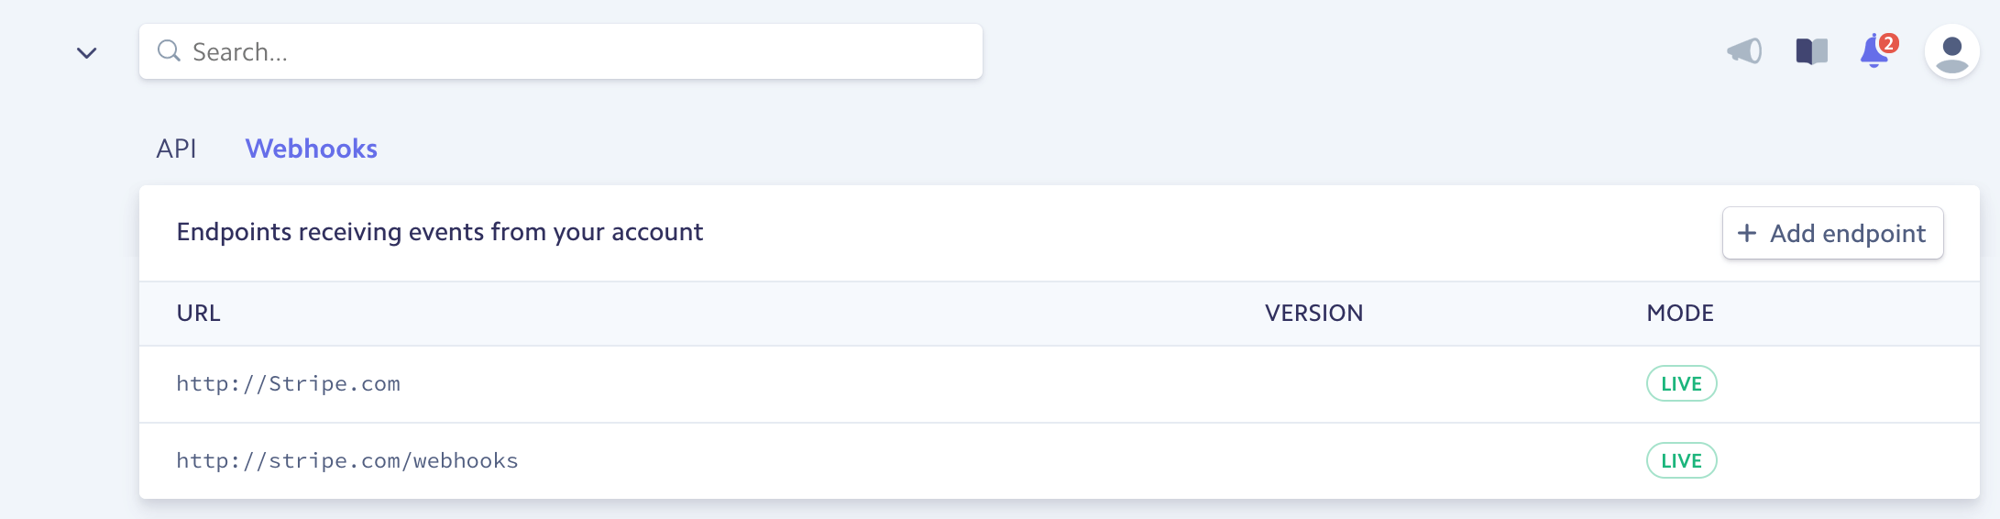 Search...
2
API Webhooks
Endpoints receiving events from your account
+ Add endpoint
URL VERSION MODE
http://Stripe.com LIVE
http://stripe.com/webhooks LIVE